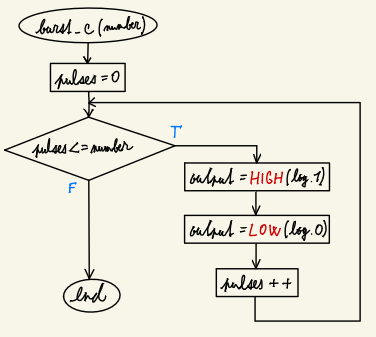 burst_c (number)
pulses = 0
pulses <= number
T
F
output = HIGH (log.1)
output = LOW (log.0)
pulses ++
end